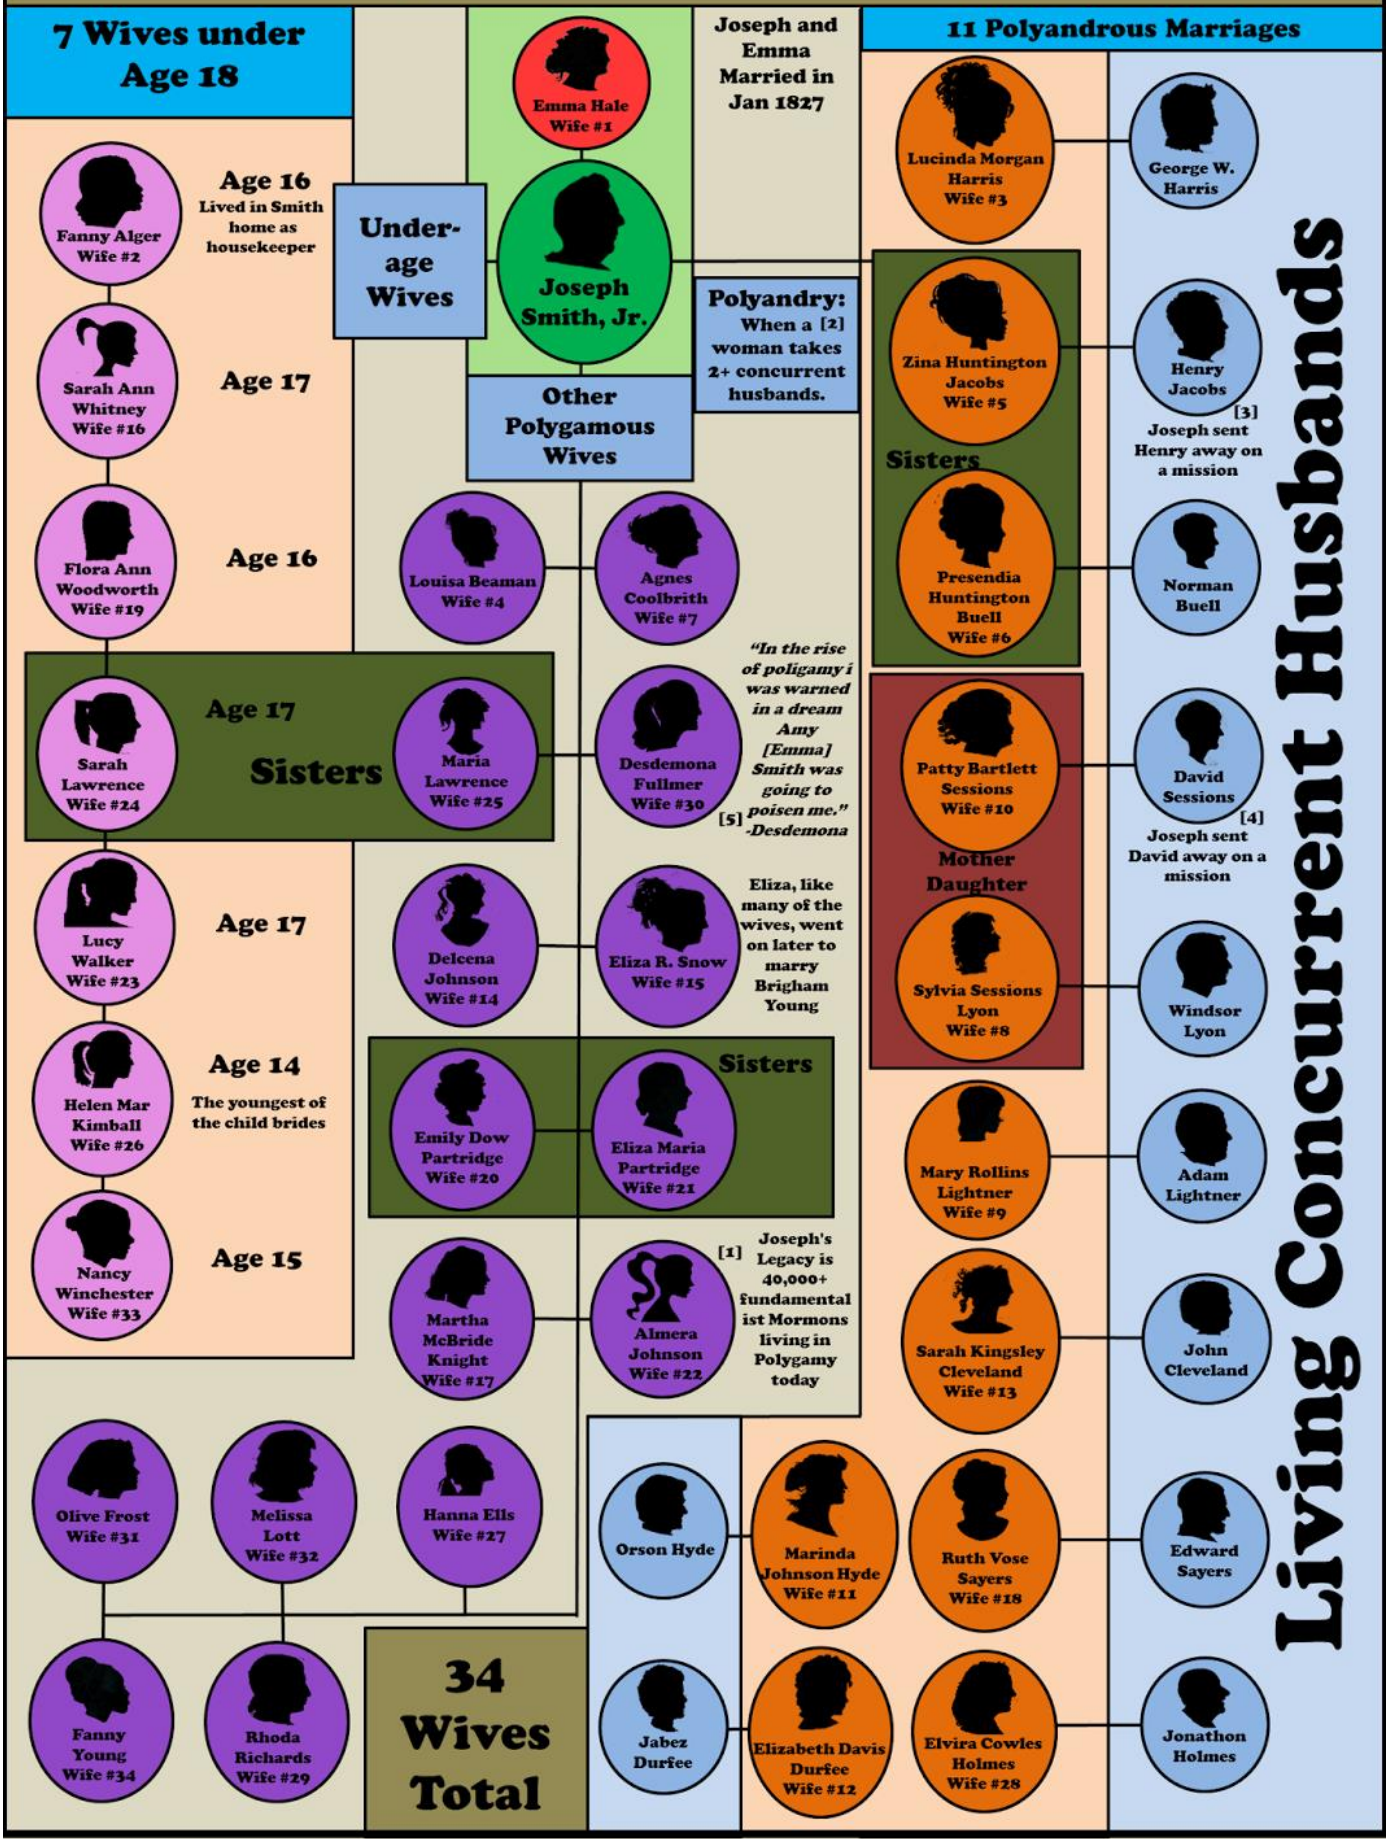 7 Wives under
Age 18
Fanny Alger
Wife #2
Age 16
Lived in Smith
home as
housekeeper
Sarah Ann
Whitney
Wife #16
Age 17
Flora Ann
Woodworth
Wife #19
Age 16
Sarah
Lawrence
Wife #24
Age 17
Sisters
Maria
Lawrence
Wife #25
Lucy
Walker
Wife #23
Age 17
Helen Mar
Kimball
Wife #26
Age 14
The youngest of
the child brides
Nancy
Winchester
Wife #33
Age 15
Emma Hale
Wife #1
Joseph and
Emma
Married in
Jan 1827
Under-
age
Wives
Joseph
Smith, Jr.
Polyandry:
When a [2]
woman takes
2+ concurrent
husbands.
Other
Polygamous
Wives
Louisa Beaman
Wife #4
Agnes
Coolbrith
Wife #7
Desdemona
Fullmer
Wife #30
"In the rise
of poligamy i
was warned
in a dream
Amy
[Emma]
Smith was
going to
[5] poisen me."
-Desdemona
Delcena
Johnson
Wife #14
Eliza R. Snow
Wife #15
Eliza, like
many of the
wives, went
on later to
marry
Brigham
Young
Sisters
Emily Dow
Partridge
Wife #20
Eliza Maria
Partridge
Wife #21
Martha
McBride
Knight
Wife #17
Almera
Johnson
Wife #22
[1] Joseph's
Legacy is
40,000+
fundamental
ist Mormons
living in
Polygamy
today
Olive Frost
Wife #31
Melissa
Lott
Wife #32
Hanna Ells
Wife #27
Fanny
Young
Wife #34
Rhoda
Richards
Wife #29
34
Wives
Total
11 Polyandrous Marriages
Lucinda Morgan
Harris
Wife #3
George W.
Harris
Zina Huntington
Jacobs
Wife #5
Henry
Jacobs
[3]
Joseph sent
Henry away on
a mission
Sisters
Presendia
Huntington
Buell
Wife #6
Norman
Buell
Patty Bartlett
Sessions
Wife #10
David
Sessions
[4]
Joseph sent
David away on a
mission
Mother
Daughter
Sylvia Sessions
Lyon
Wife #8
Windsor
Lyon
Mary Rollins
Lightner
Wife #9
Adam
Lightner
Sarah Kingsley
Cleveland
Wife #13
John
Cleveland
Orson Hyde
Marinda
Johnson Hyde
Wife #11
Ruth Vose
Sayers
Wife #18
Edward
Sayers
Jabez
Durfee
Elizabeth Davis
Durfee
Wife #12
Elvira Cowles
Holmes
Wife #28
Jonathon
Holmes
Living Concurrent Husbands